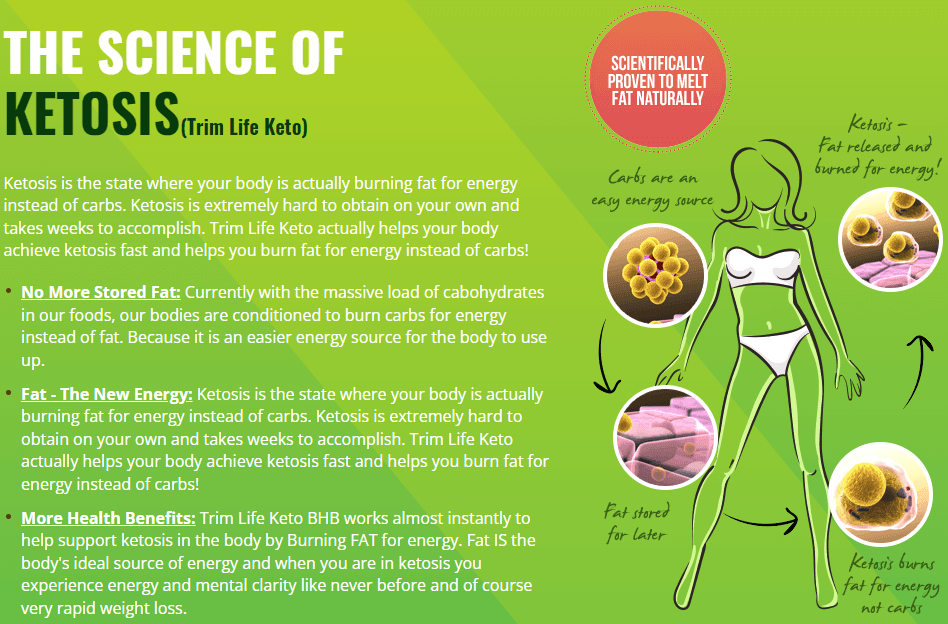 THE SCIENCE OF
KETOSIS(Trim Life Keto)
Ketosis is the state where your body is actually burning fat for energy
instead of carbs. Ketosis is extremely hard to obtain on your own and
takes weeks to accomplish. Trim Life Keto actually helps your body
achieve ketosis fast and helps you burn fat for energy instead of carbs!
• No More Stored Fat: Currently with the massive load of cabohydrates
in our foods, our bodies are conditioned to burn carbs for energy
instead of fat. Because it is an easier energy source for the body to use
up.
• Fat - The New Energy: Ketosis is the state where your body is actually
burning fat for energy instead of carbs. Ketosis is extremely hard to
obtain on your own and takes weeks to accomplish. Trim Life Keto
actually helps your body achieve ketosis fast and helps you burn fat for
energy instead of carbs!
• More Health Benefits: Trim Life Keto BHB works almost instantly to
help support ketosis in the body by Burning FAT for energy. Fat IS the
body's ideal source of energy and when you are in ketosis you
experience energy and mental clarity like never before and of course
very rapid weight loss.
SCIENTIFICALLY
PROVEN TO MELT
FAT NATURALLY
Carbs are an
easy energy source
Ketosis –
Fat released and
burned for energy!
Fat stored
for later
Ketosis burns
fat for energy
not carbs